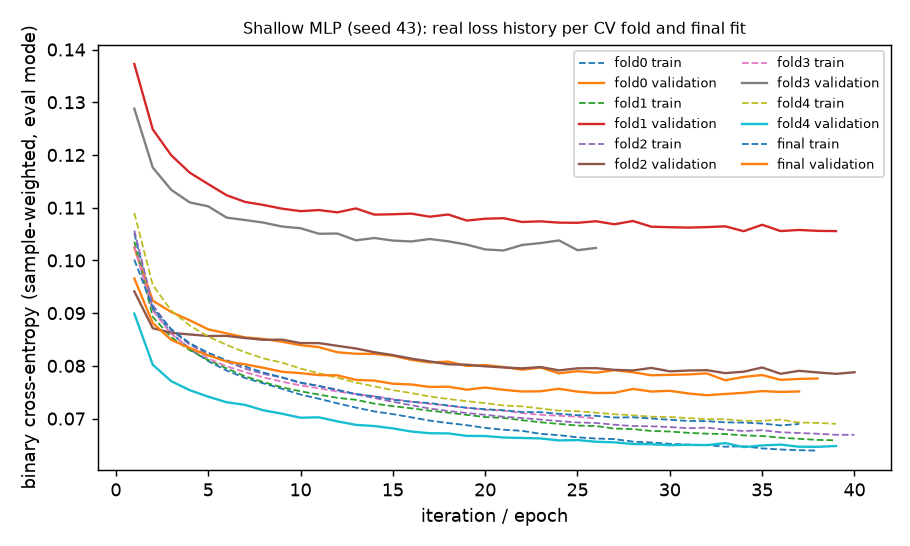 Shallow MLP (seed 43): real loss history per CV fold and final fit
binary cross-entropy (sample-weighted, eval mode)
0.14
0.13
0.12
0.11
0.10
0.09
0.08
0.07
fold0 train
fold0 validation
fold1 train
fold1 validation
fold2 train
fold2 validation
fold3 train
fold3 validation
fold4 train
fold4 validation
final train
final validation
0 5 10 15 20 25 30 35 40
iteration / epoch